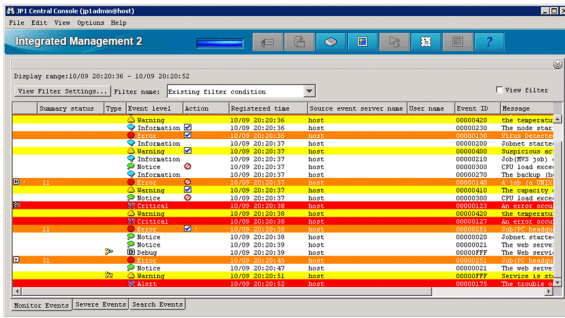 JP1 Central Console (jp1admin@host)
File Edit View Options Help
Integrated Management 2
Display range:10/09 20:20:36 - 10/09 20:20:52
View Filter Settings... Filter name: Existing filter condition View filter
Summary status Type Event level Action Registered time Source event server name User name Event ID Message
Warning 10/09 20:20:36 host 00000420 the temperatu
Information 10/09 20:20:36 host 00000230 The node star
Error 10/09 20:20:36 host 00000130 Virus Detecte
Information 10/09 20:20:36 host 00000200 Jobnet starte
Warning 10/09 20:20:37 host 00000400 Suspicious ac
Information 10/09 20:20:37 host 00000210 Job(MVS job)
Notice 10/09 20:20:37 host 00000300 CPU load exce
Information 10/09 20:20:37 host 00000270 The backup (h
11 Error 10/09 20:20:37 host 00000140 A job (a UNIX
Warning 10/09 20:20:37 host 00000410 The capacity
Notice 10/09 20:20:37 host 00000300 CPU load exce
Critical 10/09 20:20:38 host 00000123 An error occu
Warning 10/09 20:20:38 host 00000420 the temperatu
Critical 10/09 20:20:38 host 00000127 An error occu
11 Error 10/09 20:20:38 host 00000251 Job(PC headqu
Notice 10/09 20:20:38 host 00000020 Jobnet starte
Notice 10/09 20:20:39 host 00000021 The web serve
Debug 10/09 20:20:39 host 00000FFF The Web servi
31 Error 10/09 20:20:43 host 00000251 Job(PC headqu
Notice 10/09 20:20:47 host 00000021 The web serve
Warning 10/09 20:20:51 host 00000FFF Service is st
Alert 10/09 20:20:52 host 00000175 The trouble o
Monitor Events Severe Events Search Events